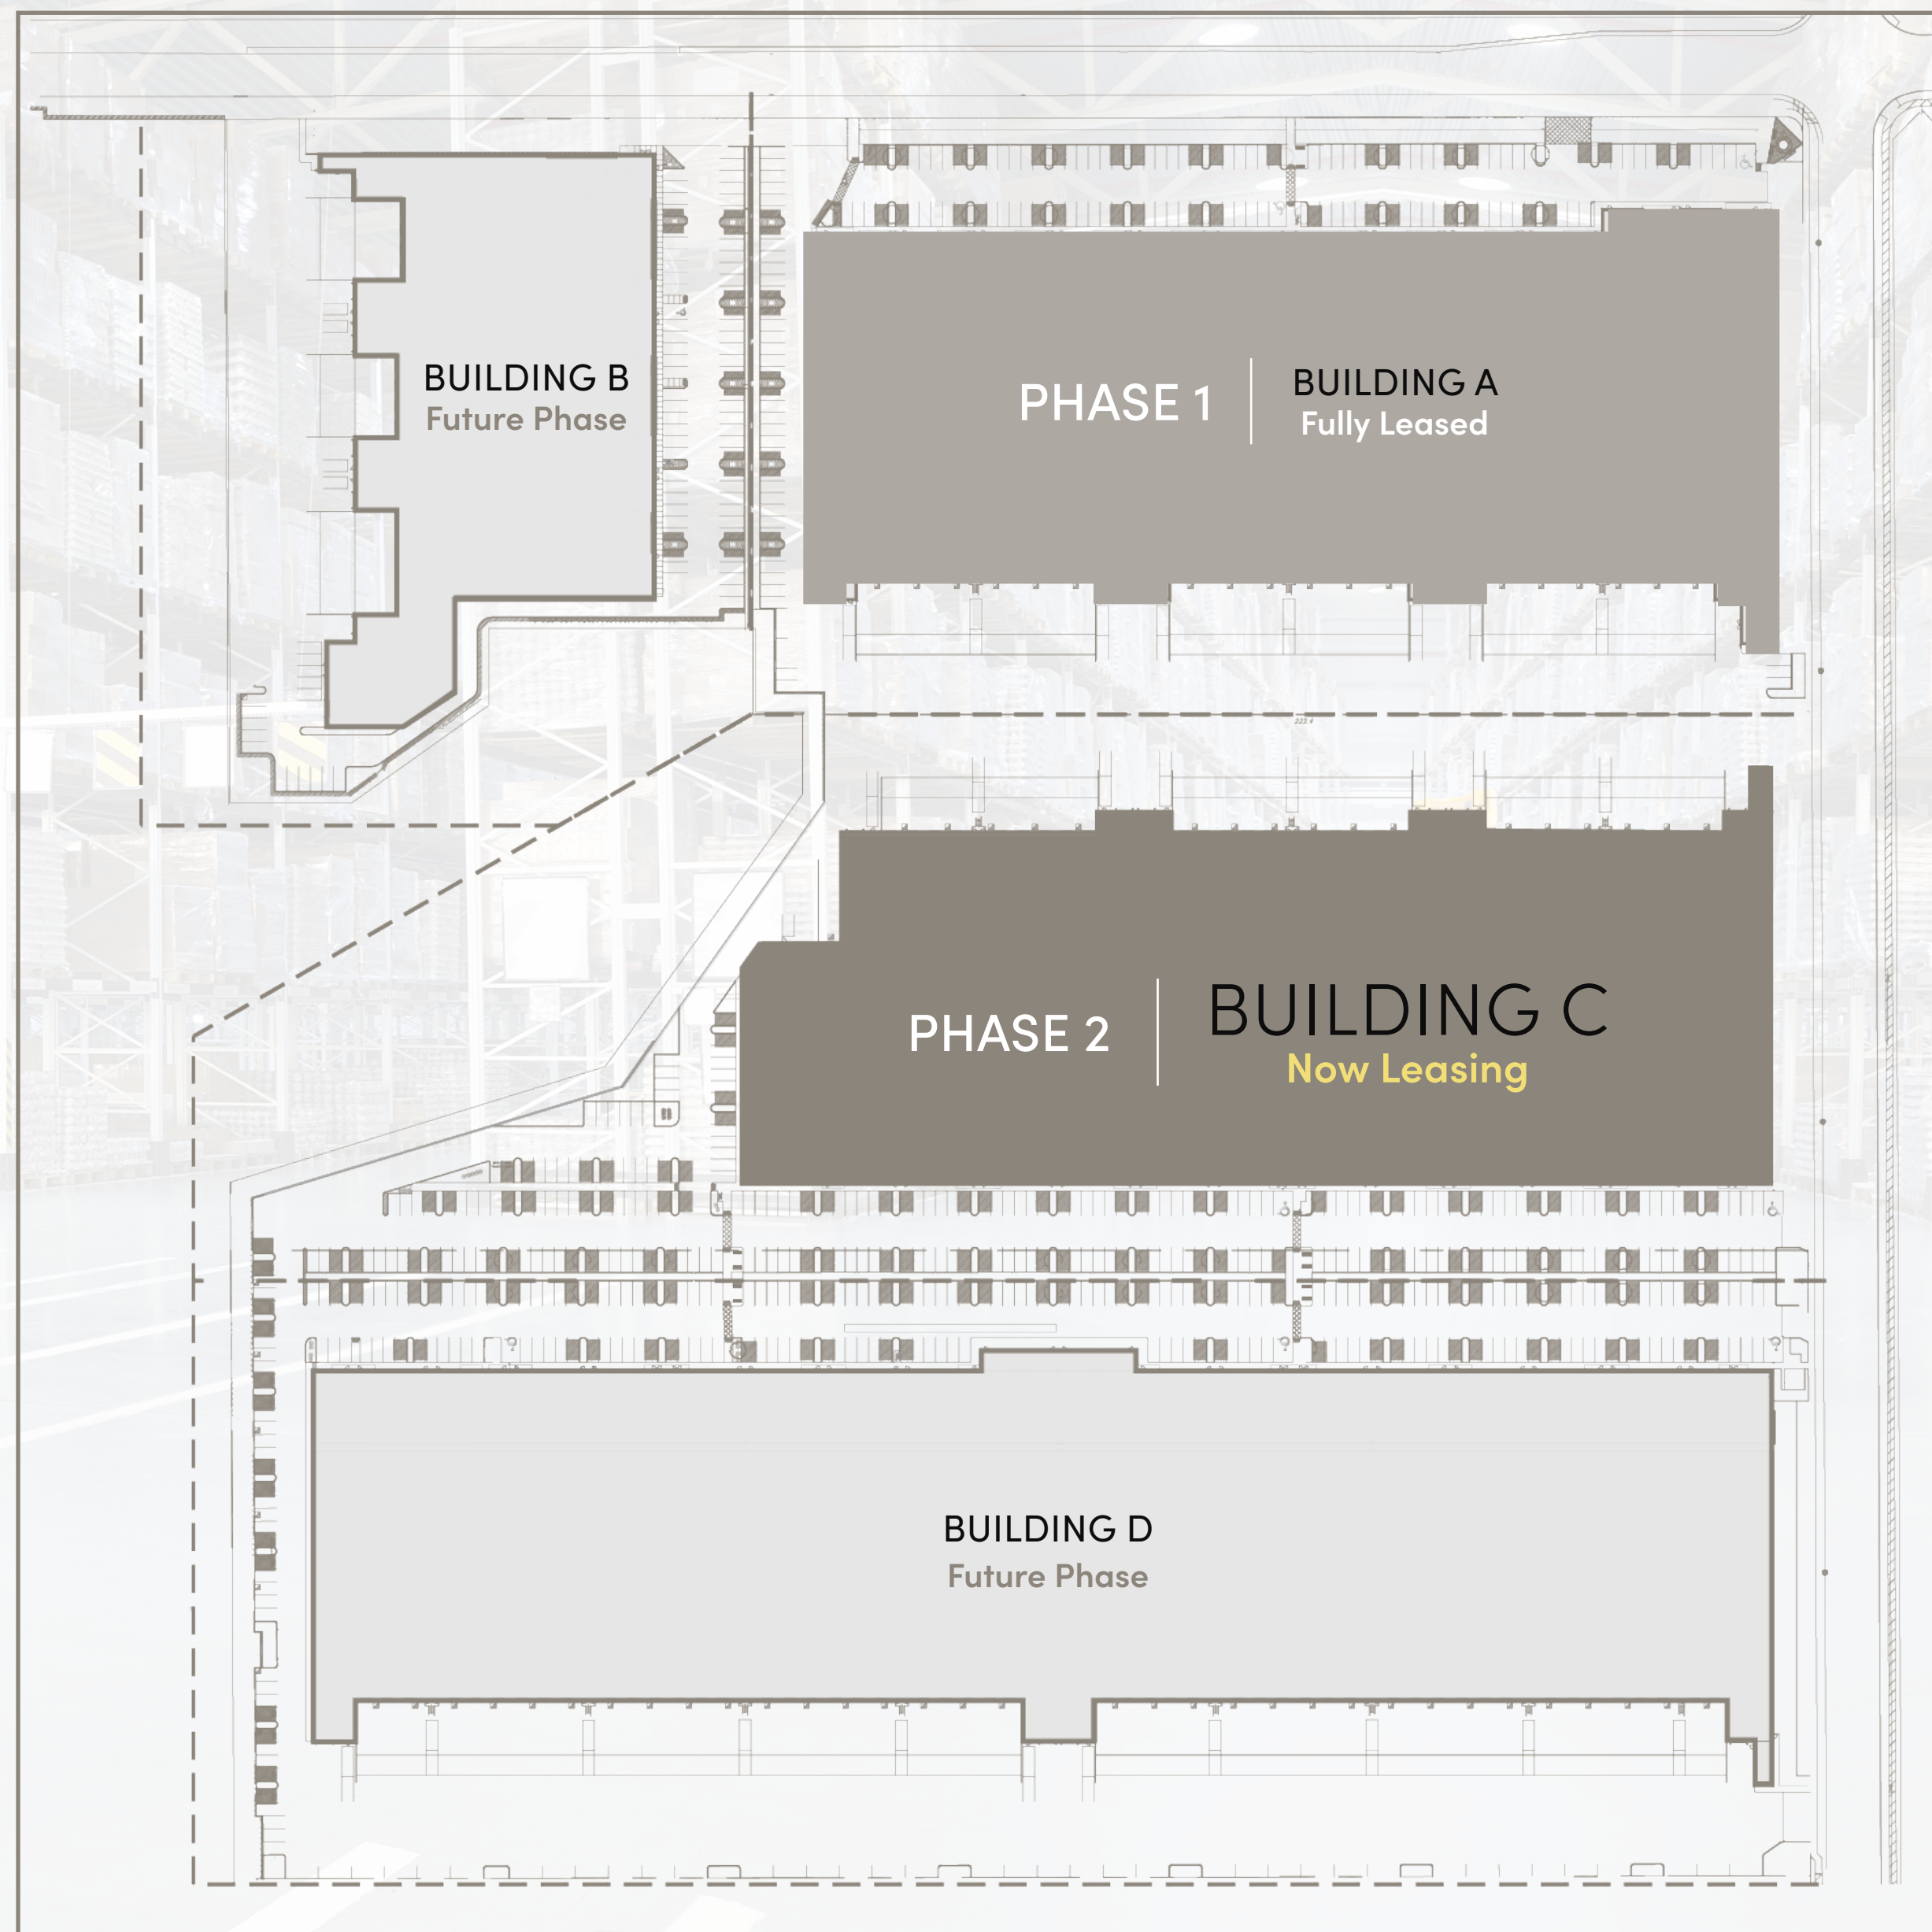 BUILDING B
Future Phase
PHASE 1
BUILDING A
Fully Leased
PHASE 2
BUILDING C
Now Leasing
BUILDING D
Future Phase